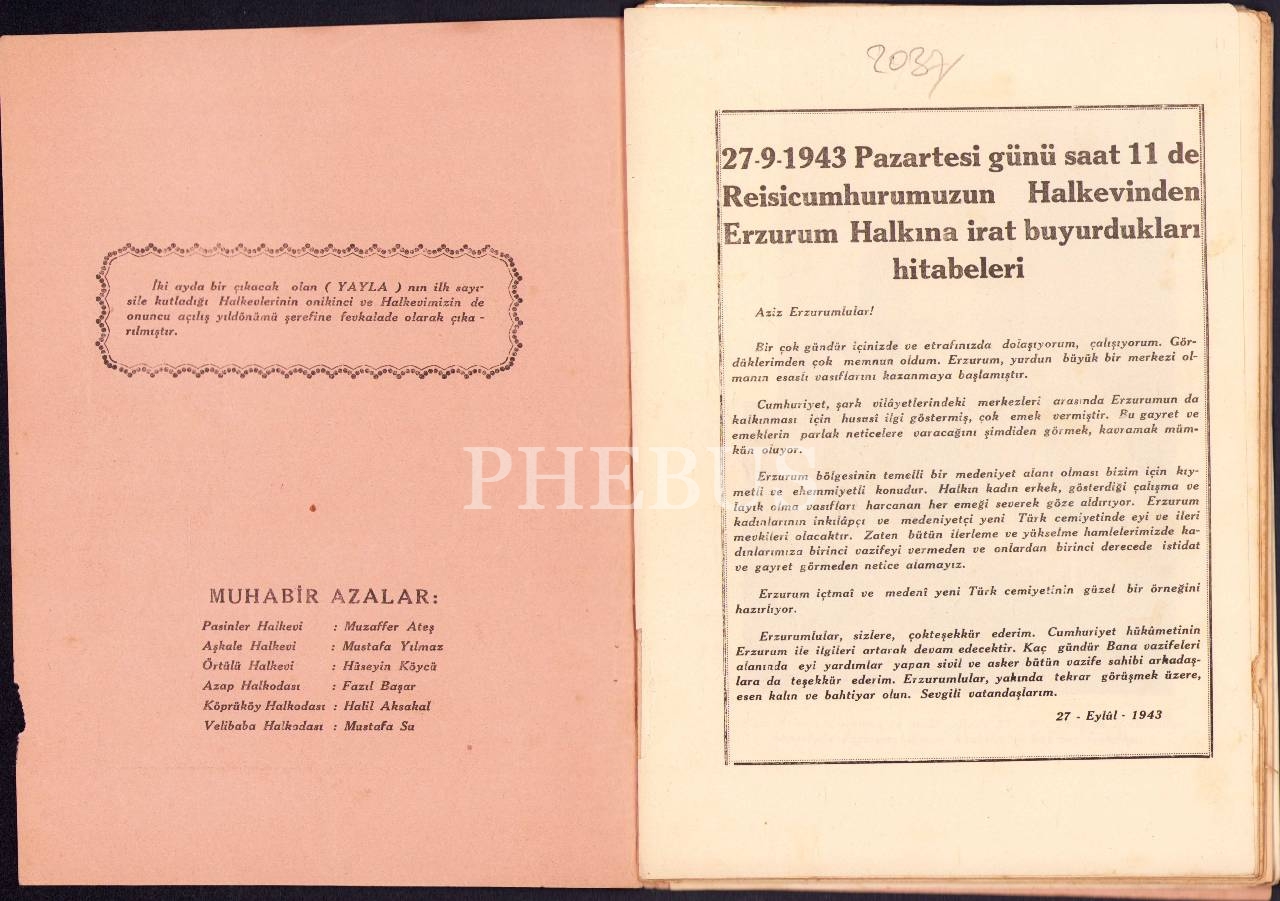 İki ayda bir çıkacak olan ( YAYLA ) nın ilk sayı-
sile kutladığı Halkevlerinin onikinci ve Halkevimizin de
onuncu açılış yıldönümü şerefine fevkalade olarak çıka -
rılmıştır.
MUHABİR AZALAR:
Pasinler Halkevi : Muzaffer Ateş
Aşkale Halkevi : Mustafa Yılmaz
Örtülü Halkevi : Hüseyin Köycü
Azap Halkodası : Fazıl Başar
Köprüköy Halkodası : Halil Aksakal
Velibaba Halkodası : Mustafa Su
PHEBUS
2037
27-9-1943 Pazartesi günü saat 11 de
Reisicumhurumuzun Halkevinden
Erzurum Halkına irat buyurdukları
hitabeleri
Aziz Erzurumlular!
Bir çok gündür içinizde ve etrafınızda dolaşıyorum, çalışıyorum. Gör-
düklerimden çok memnun oldum. Erzurum, yurdun büyük bir merkezi ol-
manın esaslı vasıflarını kazanmaya başlamıştır.
Cumhuriyet, şark vilâyetlerindeki merkezleri arasında Erzurumun da
kalkınması için hususî ilgi göstermiş, çok emek vermiştir. Bu gayret ve
emeklerin parlak neticelere varacağını şimdiden görmek, kavramak müm-
kün oluyor.
Erzurum bölgesinin temelli bir medeniyet alanı olması bizim için kıy-
metli ve ehemmiyetli konudur. Halkın kadın erkek, gösterdiği çalışma ve
layık olma vasıfları harcanan her emeği severek göze aldırıyor. Erzurum
kadınlarının inkılâpçı ve medeniyetçi yeni Türk cemiyetinde eyi ve ileri
mevkileri olacaktır. Zaten bütün ilerleme ve yükselme hamlelerimizde ka-
dınlarımıza birinci vazifeyi vermeden ve onlardan birinci derecede istidat
ve gayret görmeden netice alamayız.
Erzurum içtmaî ve medenî yeni Türk cemiyetinin güzel bir örneğini
hazırlıyor.
Erzurumlular, sizlere, çokteşekkür ederim. Cumhuriyet hükûmetinin
Erzurum ile ilgileri artarak devam edecektir. Kaç gündür Bana vazifeleri
alanında eyi yardımlar yapan sivil ve asker bütün vazife sahibi arkadaş-
lara da teşekkür ederim. Erzurumlular, yakında tekrar görüşmek üzere,
esen kalın ve bahtiyar olun. Sevgili vatandaşlarım.
27 - Eylûl - 1943